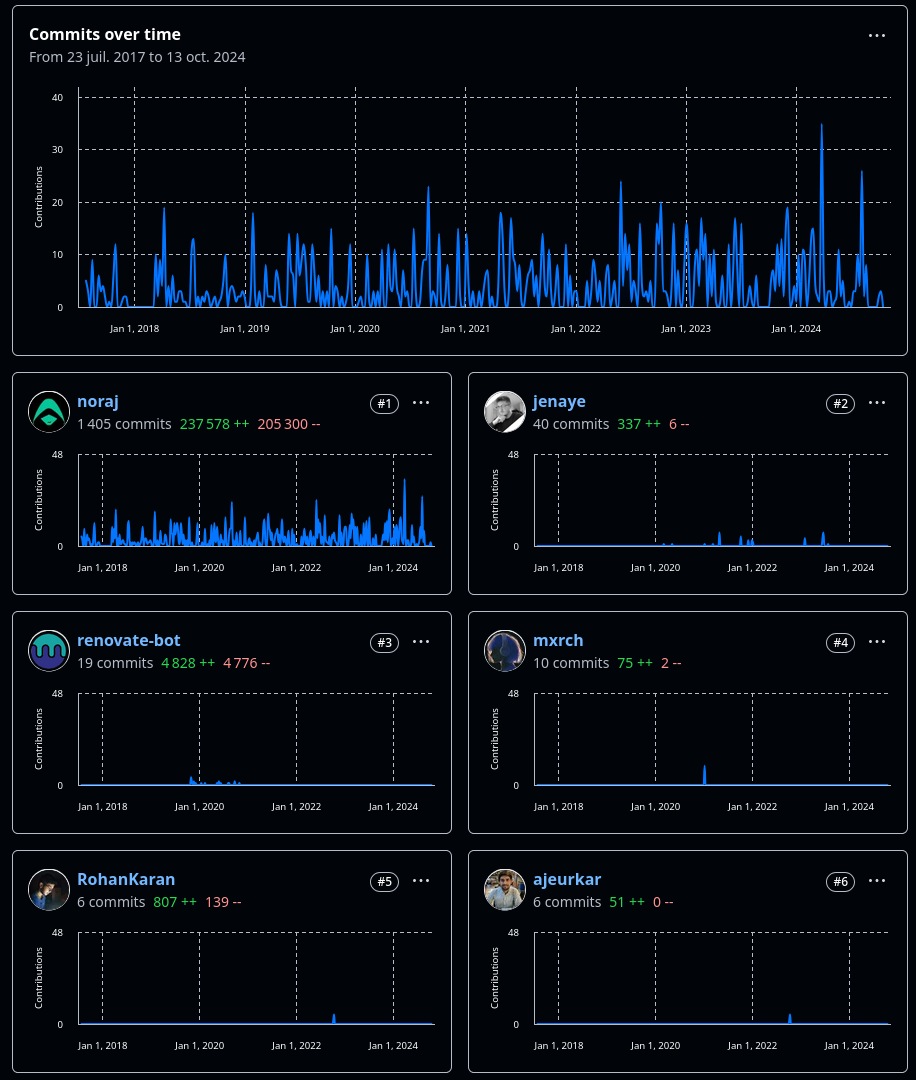 Commits over time
From 23 juil. 2017 to 13 oct. 2024
40
30
20
10
0
Contributions
Jan 1, 2018 Jan 1, 2019 Jan 1, 2020 Jan 1, 2021 Jan 1, 2022 Jan 1, 2023 Jan 1, 2024
noraj #1
1 405 commits 237 578 ++ 205 300 --
48
Contributions
0
Jan 1, 2018 Jan 1, 2020 Jan 1, 2022 Jan 1, 2024
jenaye #2
40 commits 337 ++ 6 --
48
Contributions
0
Jan 1, 2018 Jan 1, 2020 Jan 1, 2022 Jan 1, 2024
renovate-bot #3
19 commits 4 828 ++ 4 776 --
48
Contributions
0
Jan 1, 2018 Jan 1, 2020 Jan 1, 2022 Jan 1, 2024
mxrch #4
10 commits 75 ++ 2 --
48
Contributions
0
Jan 1, 2018 Jan 1, 2020 Jan 1, 2022 Jan 1, 2024
RohanKaran #5
6 commits 807 ++ 139 --
48
Contributions
0
Jan 1, 2018 Jan 1, 2020 Jan 1, 2022 Jan 1, 2024
ajeurkar #6
6 commits 51 ++ 0 --
48
Contributions
0
Jan 1, 2018 Jan 1, 2020 Jan 1, 2022 Jan 1, 2024